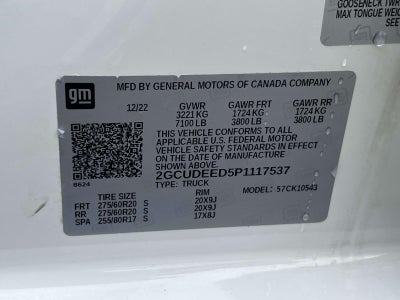 GOOSENECK TWR
MAX TONGUE WEIG
SEE
gm
MFD BY GENERAL MOTORS OF CANADA COMPANY
12/22 GVWR GAWR FRT GAWR RR
3221 KG 1724 KG 1724 KG
7100 LB 3800 LB 3800 LB
THIS VEHICLE CONFORMS TO ALL
APPLICABLE U.S. FEDERAL MOTOR
VEHICLE SAFETY STANDARDS IN EFFECT
ON THE DATE OF MANUFACTURE
SHOWN ABOVE.
2GCUDEED5P1117537
TYPE: TRUCK MODEL: 57CK10543
8624
TIRE SIZE RIM
FRT 275/60R20 S 20X9J
RR 275/60R20 S 20X9J
SPA 255/80R17 S 17X8J